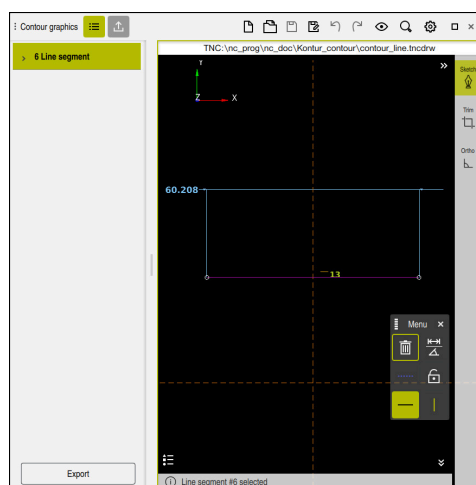 Contour graphics
TNC:\nc_prog\nc_doc\Kontur_contour\contour_line.tncdrw
6 Line segment
Y
Z X
Sketch
Trim
Ortho
60.208
13
Menu
Export
Line segment #6 selected